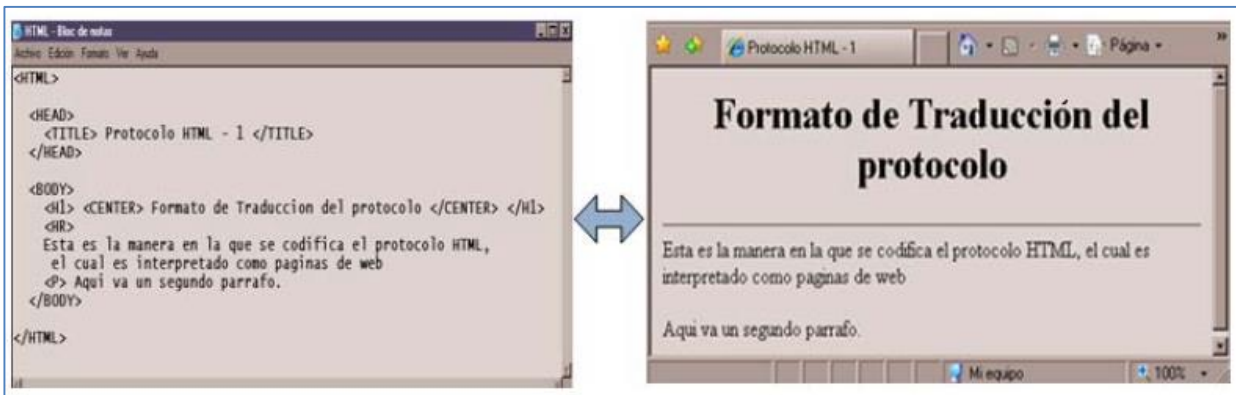 HTML - Bloc de notas
Archivo Edición Formato Ver Ayuda
<HTML>
<HEAD>
<TITLE> Protocolo HTML - 1 </TITLE>
</HEAD>
<BODY>
<H1> <CENTER> Formato de Traduccion del protocolo </CENTER> </H1>
<HR>
Esta es la manera en la que se codifica el protocolo HTML,
el cual es interpretado como paginas de web
<P> Aqui va un segundo parrafo.
</BODY>
</HTML>
Protocolo HTML - 1
Página
Formato de Traducción del
protocolo
Esta es la manera en la que se codifica el protocolo HTML, el cual es
interpretado como paginas de web
Aqui va un segundo parrafo.
Mi equipo
100%